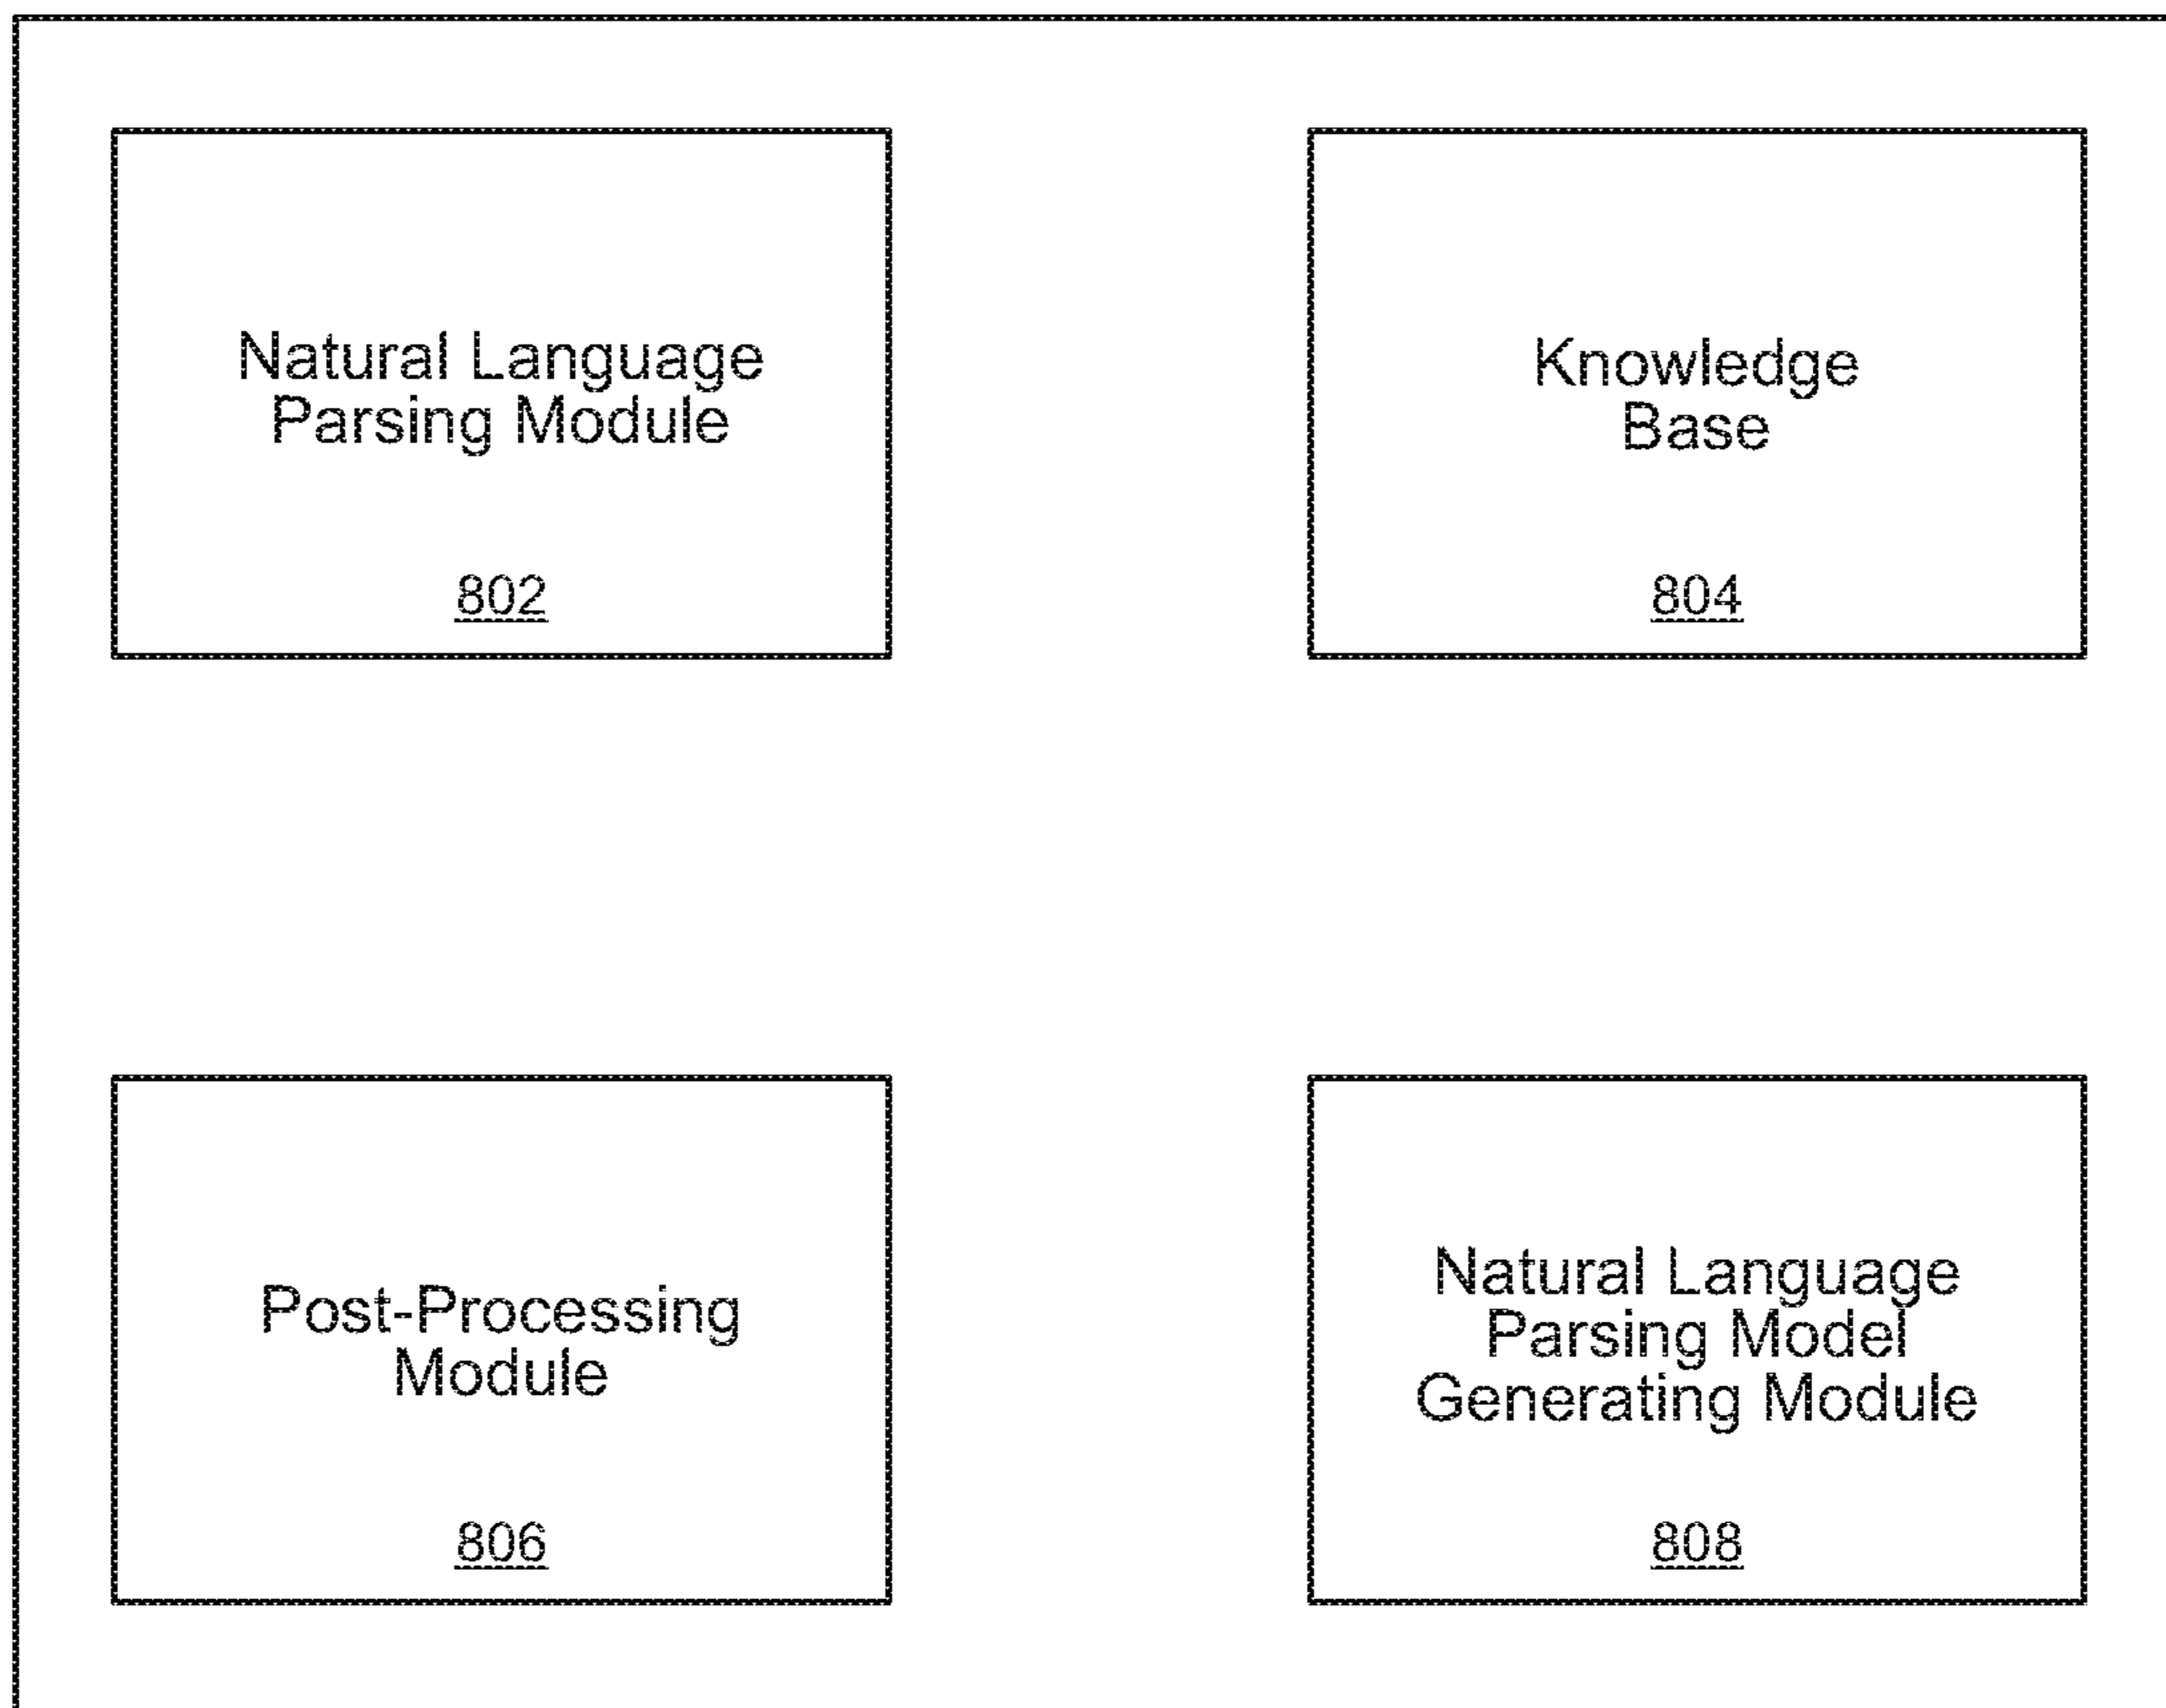 Natural Language
Parsing Module
802
Knowledge
Base
804
Post-Processing
Module
806
Natural Language
Parsing Model
Generating Module
808